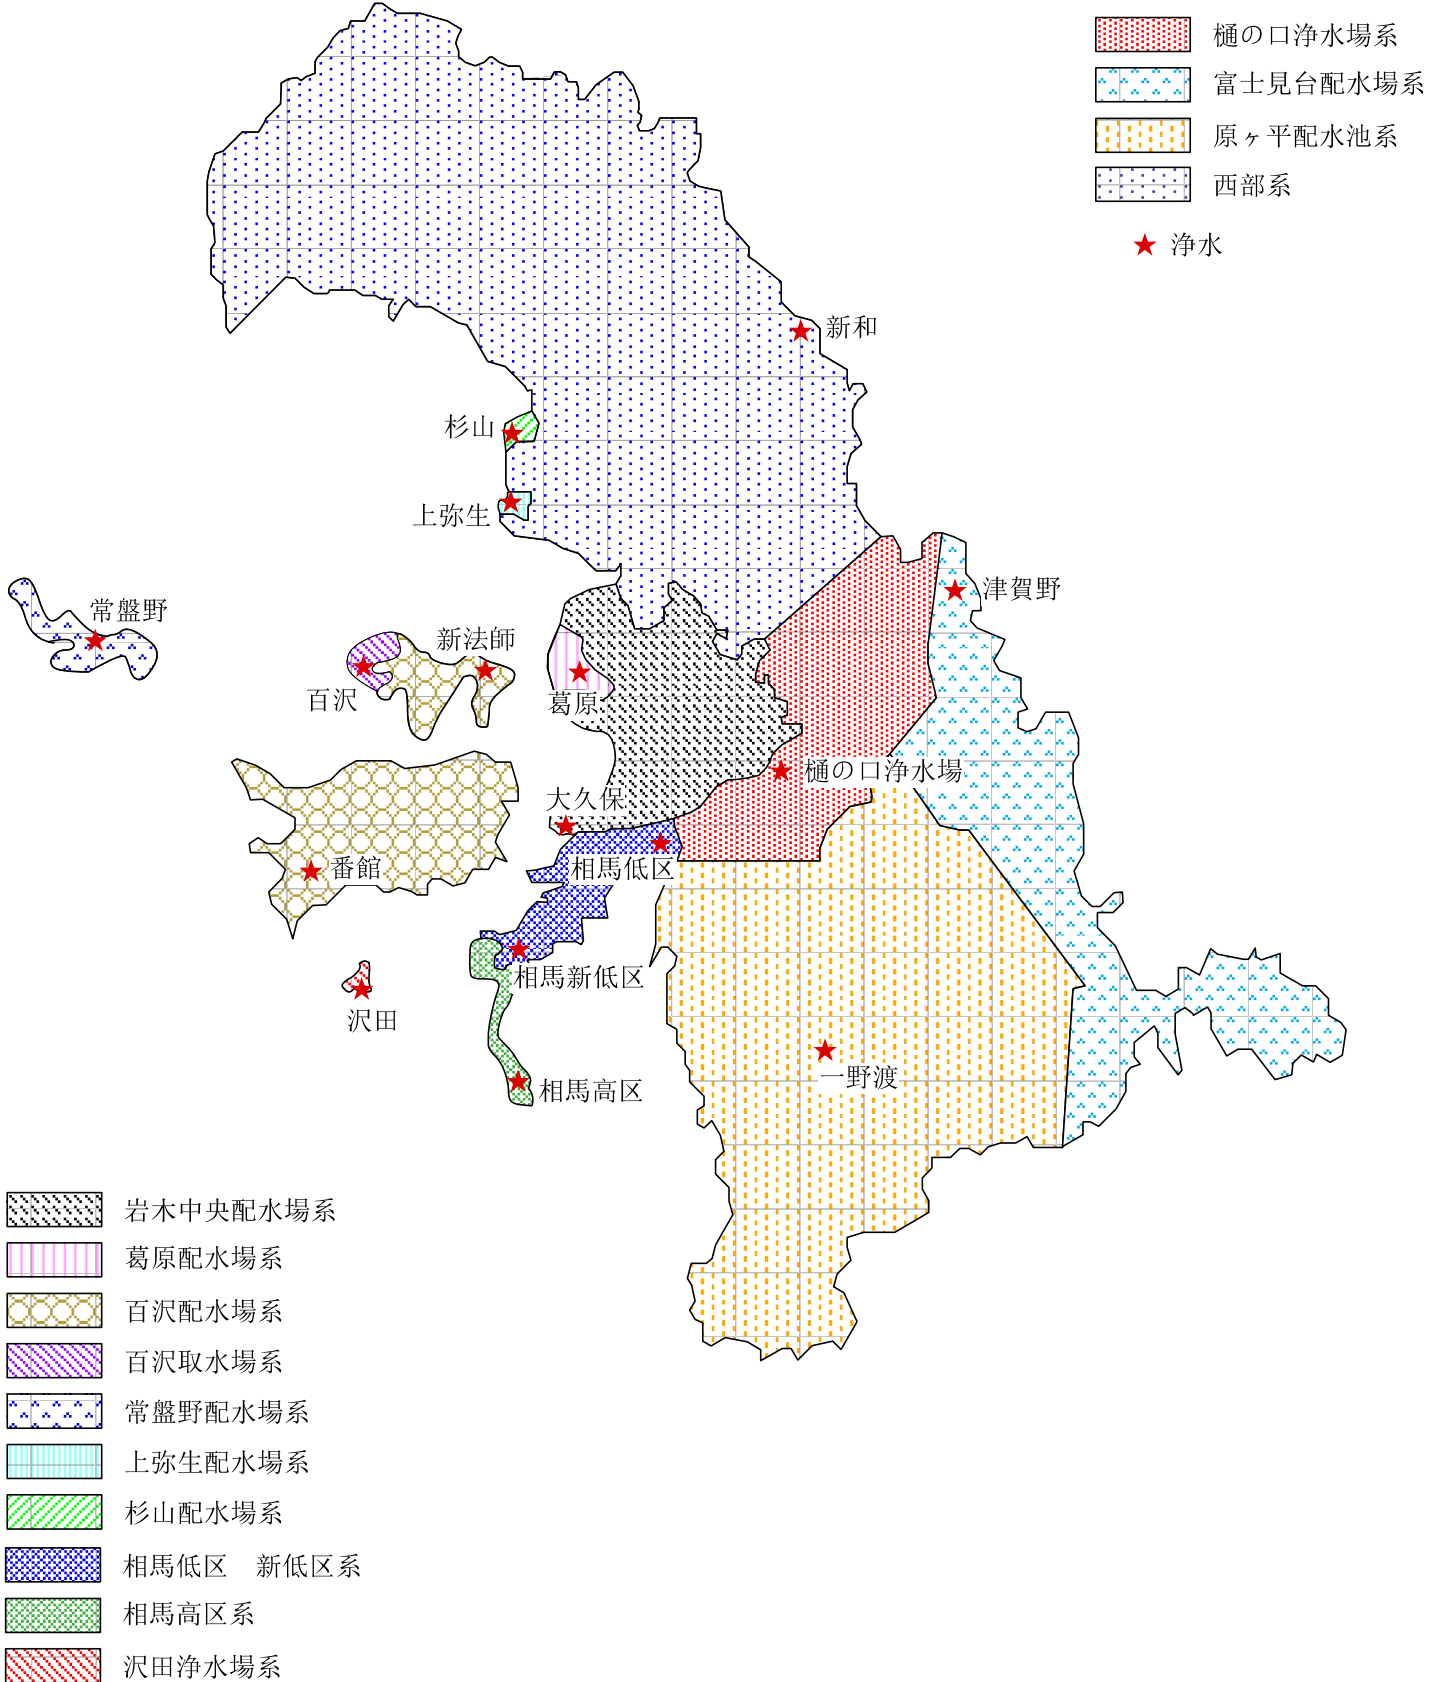 樋の口浄水場系
富士見台配水場系
原ヶ平配水池系
西部系
浄水
新和
杉山
上弥生
津賀野
常盤野
新法師
百沢
葛原
樋の口浄水場
大久保
番館
相馬低区
相馬新低区
沢田
一野渡
相馬高区
岩木中央配水場系
葛原配水場系
百沢配水場系
百沢取水場系
常盤野配水場系
上弥生配水場系
杉山配水場系
相馬低区　新低区系
相馬高区系
沢田浄水場系